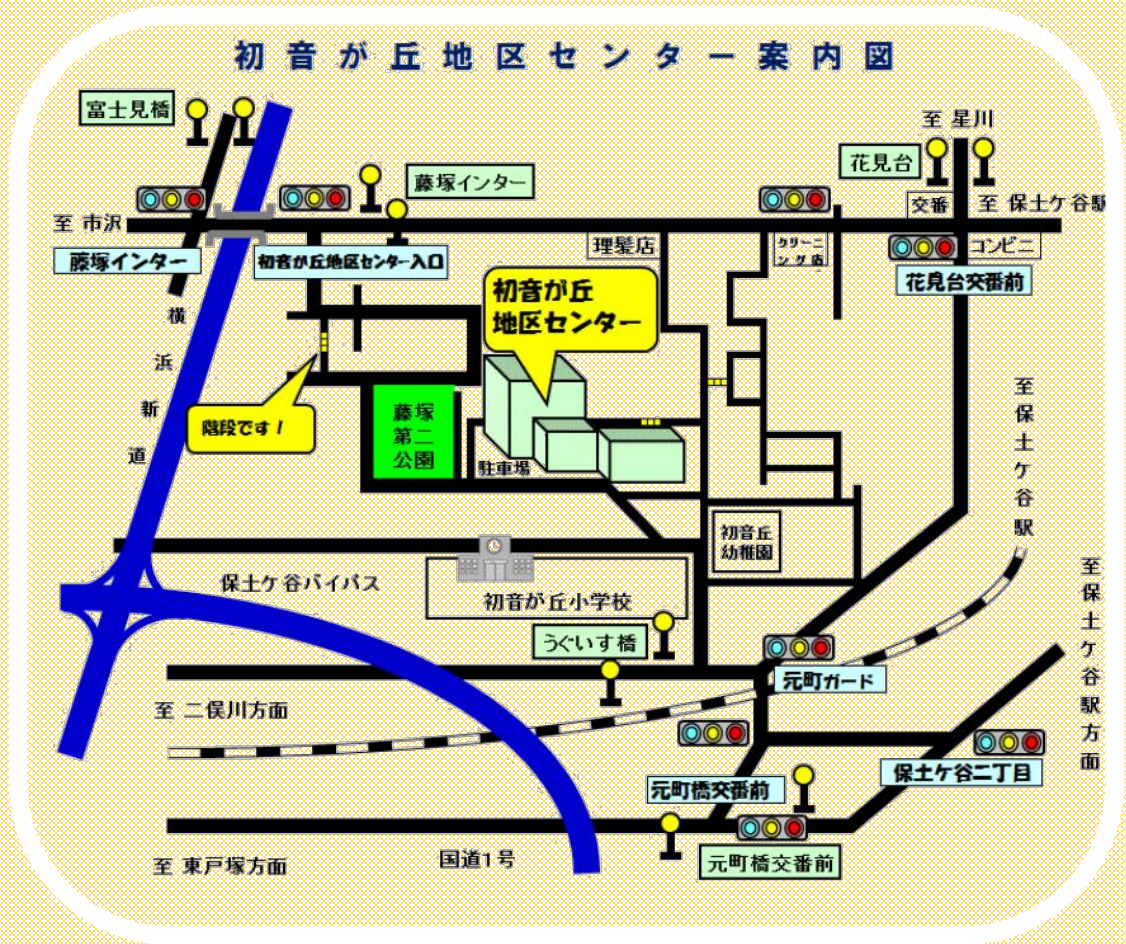 初音が丘地区センター案内図
富士見橋
至 星川
藤塚インター
花見台
交番
至 保土ケ谷駅
至 市沢
理髪店
クリーニ
ング店
コンビニ
藤塚インター
初音が丘地区センター入口
花見台交番前
初音が丘
地区センター
横浜新道
階段です!
藤塚
第二
公園
駐車場
至保土ケ谷駅
初音丘
幼稚園
保土ケ谷バイパス
初音が丘小学校
至保土ケ谷駅方面
うぐいす橋
元町ガード
至 二俣川方面
保土ケ谷二丁目
元町橋交番前
国道1号
元町橋交番前
至 東戸塚方面